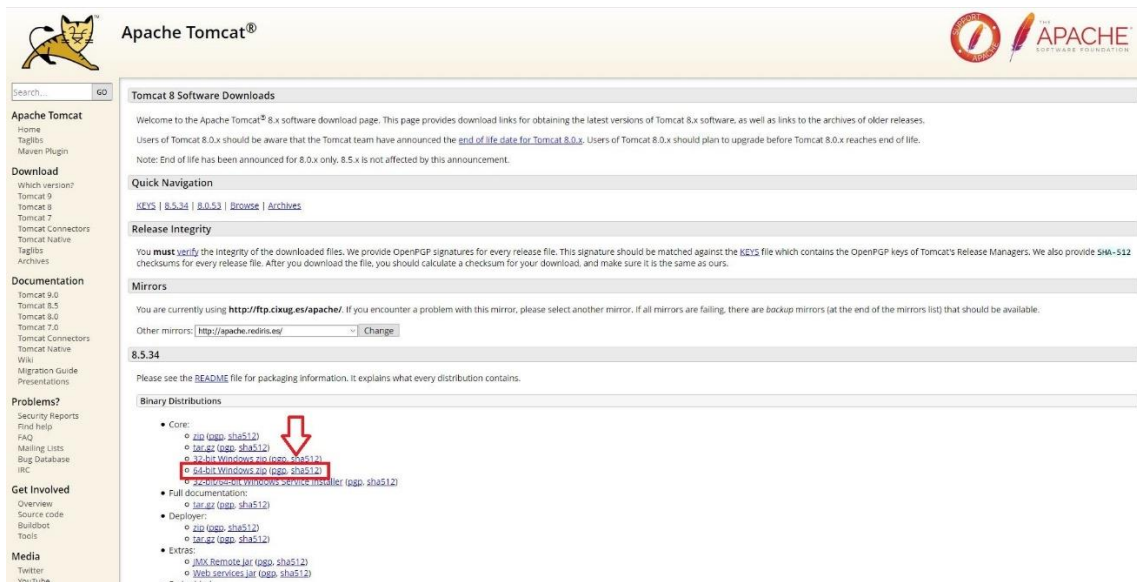 Apache Tomcat®
SUPPORT APACHE
THE
APACHE
SOFTWARE FOUNDATION
Search... GO
Apache Tomcat
Home
Taglibs
Maven Plugin
Download
Which version?
Tomcat 9
Tomcat 8
Tomcat 7
Tomcat Connectors
Tomcat Native
Taglibs
Archives
Documentation
Tomcat 9.0
Tomcat 8.5
Tomcat 8.0
Tomcat 7.0
Tomcat Connectors
Tomcat Native
Wiki
Migration Guide
Presentations
Problems?
Security Reports
Find help
FAQ
Mailing Lists
Bug Database
IRC
Get Involved
Overview
Source code
Buildbot
Tools
Media
Twitter
YouTube
Tomcat 8 Software Downloads
Welcome to the Apache Tomcat® 8.x software download page. This page provides download links for obtaining the latest versions of Tomcat 8.x software, as well as links to the archives of older releases.
Users of Tomcat 8.0.x should be aware that the Tomcat team have announced the end of life date for Tomcat 8.0.x. Users of Tomcat 8.0.x should plan to upgrade before Tomcat 8.0.x reaches end of life.
Note: End of life has been announced for 8.0.x only, 8.5.x is not affected by this announcement.
Quick Navigation
KEYS | 8.5.34 | 8.0.53 | Browse | Archives
Release Integrity
You must verify the integrity of the downloaded files. We provide OpenPGP signatures for every release file. This signature should be matched against the KEYS file which contains the OpenPGP keys of Tomcat's Release Managers. We also provide SHA-512
checksums for every release file. After you download the file, you should calculate a checksum for your download, and make sure it is the same as ours.
Mirrors
You are currently using http://ftp.cixug.es/apache/. If you encounter a problem with this mirror, please select another mirror. If all mirrors are failing, there are backup mirrors (at the end of the mirrors list) that should be available.
Other mirrors: http://apache.rediris.es/ Change
8.5.34
Please see the README file for packaging information. It explains what every distribution contains.
Binary Distributions
Core:
zip (pgp, sha512)
tar.gz (pgp, sha512)
32-bit Windows zip (pgp, sha512)
64-bit Windows zip (pgp, sha512)
32-bit/64-bit Windows Service Installer (pgp, sha512)
Full documentation:
tar.gz (pgp, sha512)
Deployer:
zip (pgp, sha512)
tar.gz (pgp, sha512)
Extras:
JMX Remote jar (pgp, sha512)
Web services jar (pgp, sha512)